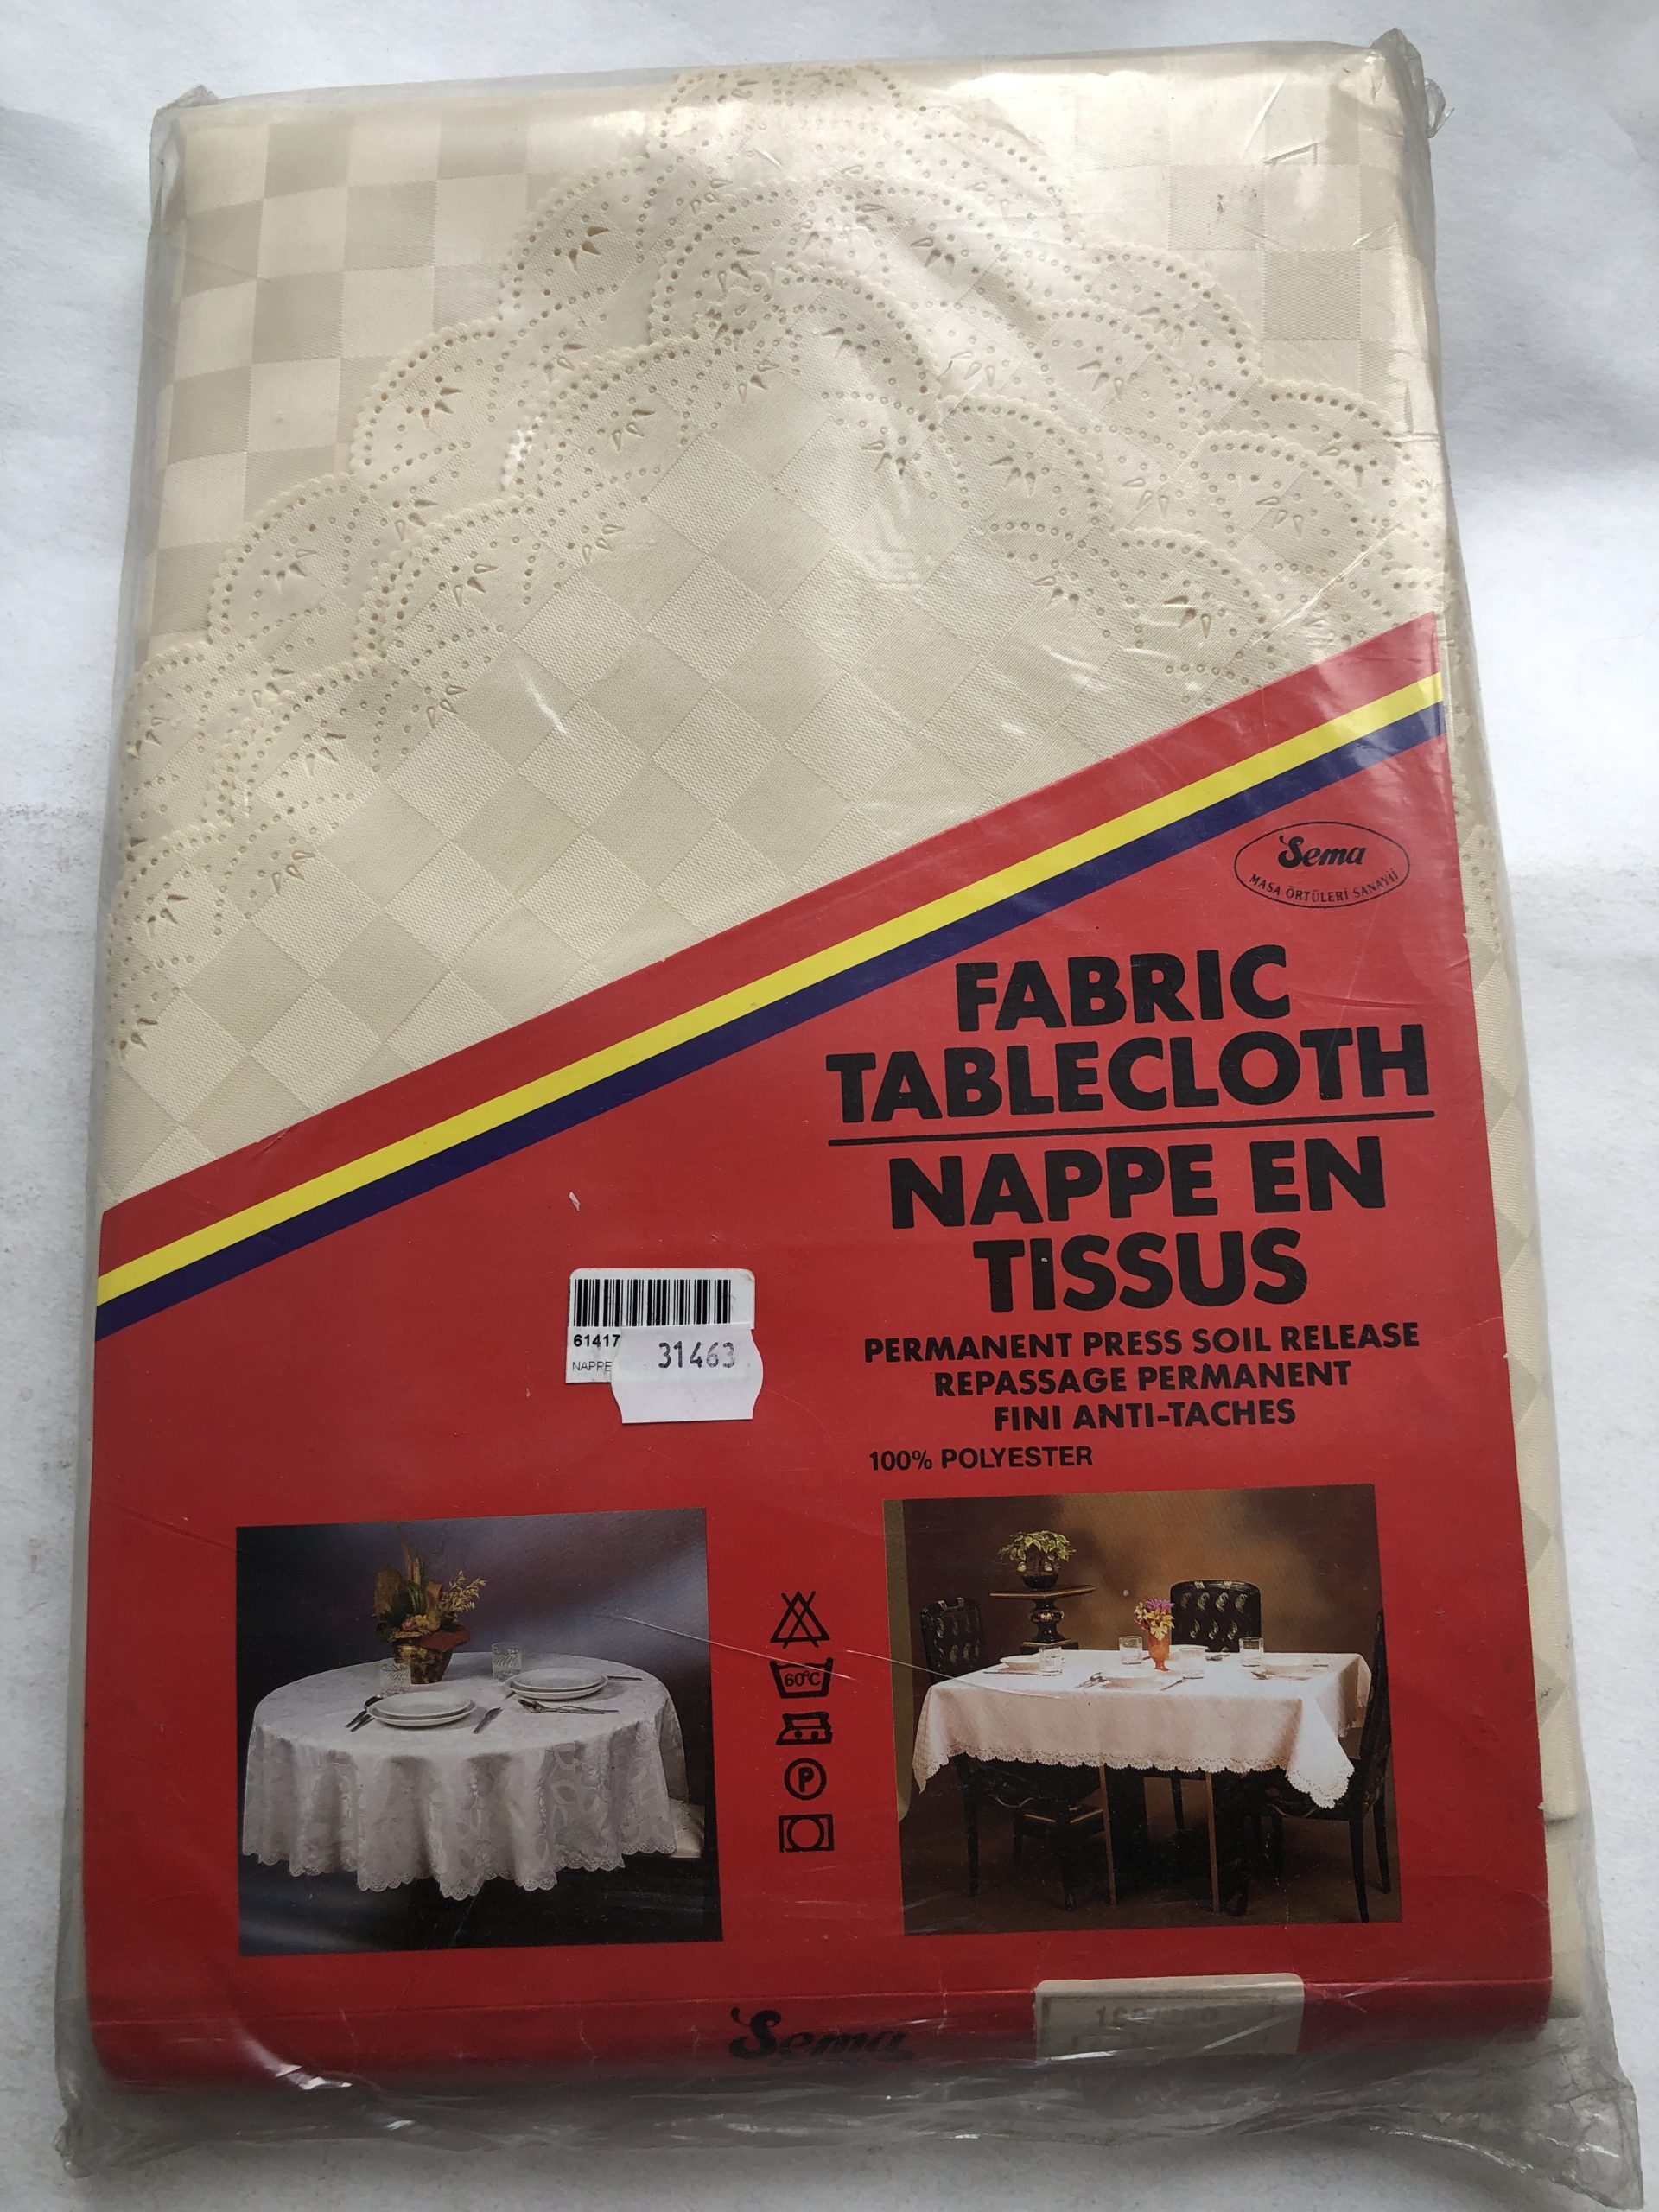 Sema
MASA ÖRTÜLERİ SANAYİİ
FABRIC
TABLECLOTH
NAPPE EN
TISSUS
PERMANENT PRESS SOIL RELEASE
REPASSAGE PERMANENT
FINI ANTI-TACHES
100% POLYESTER
61417
NAPPE
31463
60°C
P
Sema